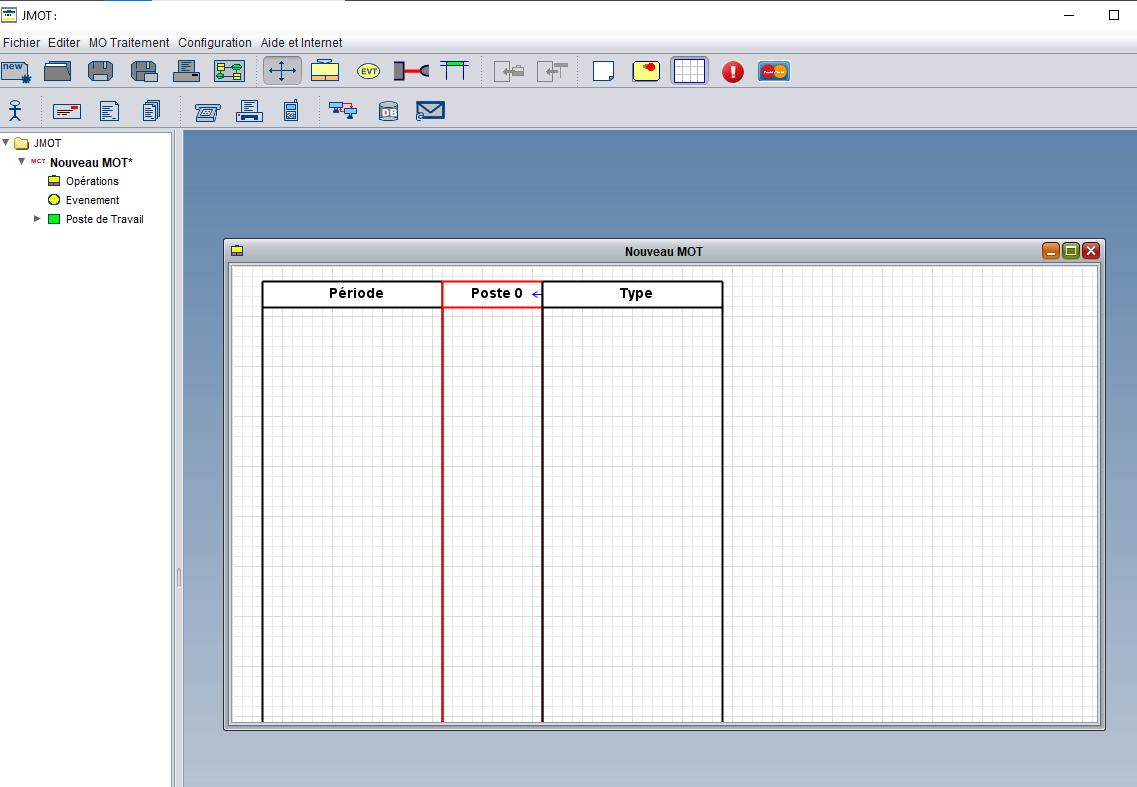 JMOT :
Fichier Editer MO Traitement Configuration Aide et Internet
new
EVT
DB
JMOT
MCT Nouveau MOT*
Opérations
Evenement
Poste de Travail
Nouveau MOT
Période Poste 0 Type